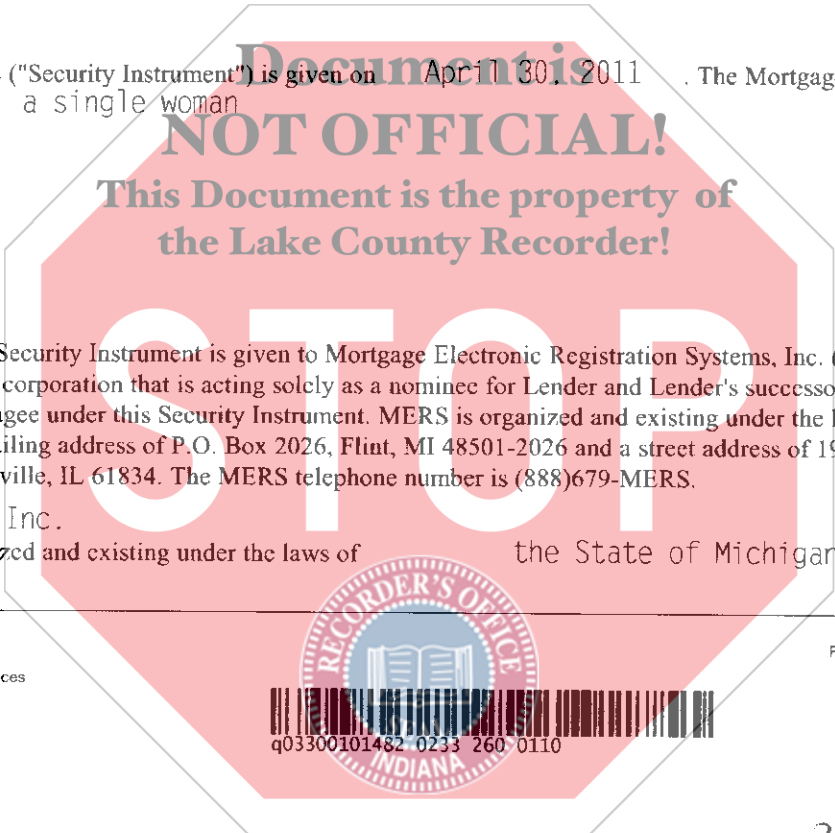 ("Security Instrument") is given on April 30, 2011 . The Mortgag
a single woman
Document is
NOT OFFICIAL!
This Document is the property of
the Lake County Recorder!
STOP
Security Instrument is given to Mortgage Electronic Registration Systems, Inc. (
corporation that is acting solely as a nominee for Lender and Lender's successo
gee under this Security Instrument. MERS is organized and existing under the
iling address of P.O. Box 2026, Flint, MI 48501-2026 and a street address of 19
ville, IL 61834. The MERS telephone number is (888)679-MERS.
Inc.
zed and existing under the laws of the State of Michigan
RECORDER'S OFFICE
ces
q03300101482 0233 260 0110
INDIANA